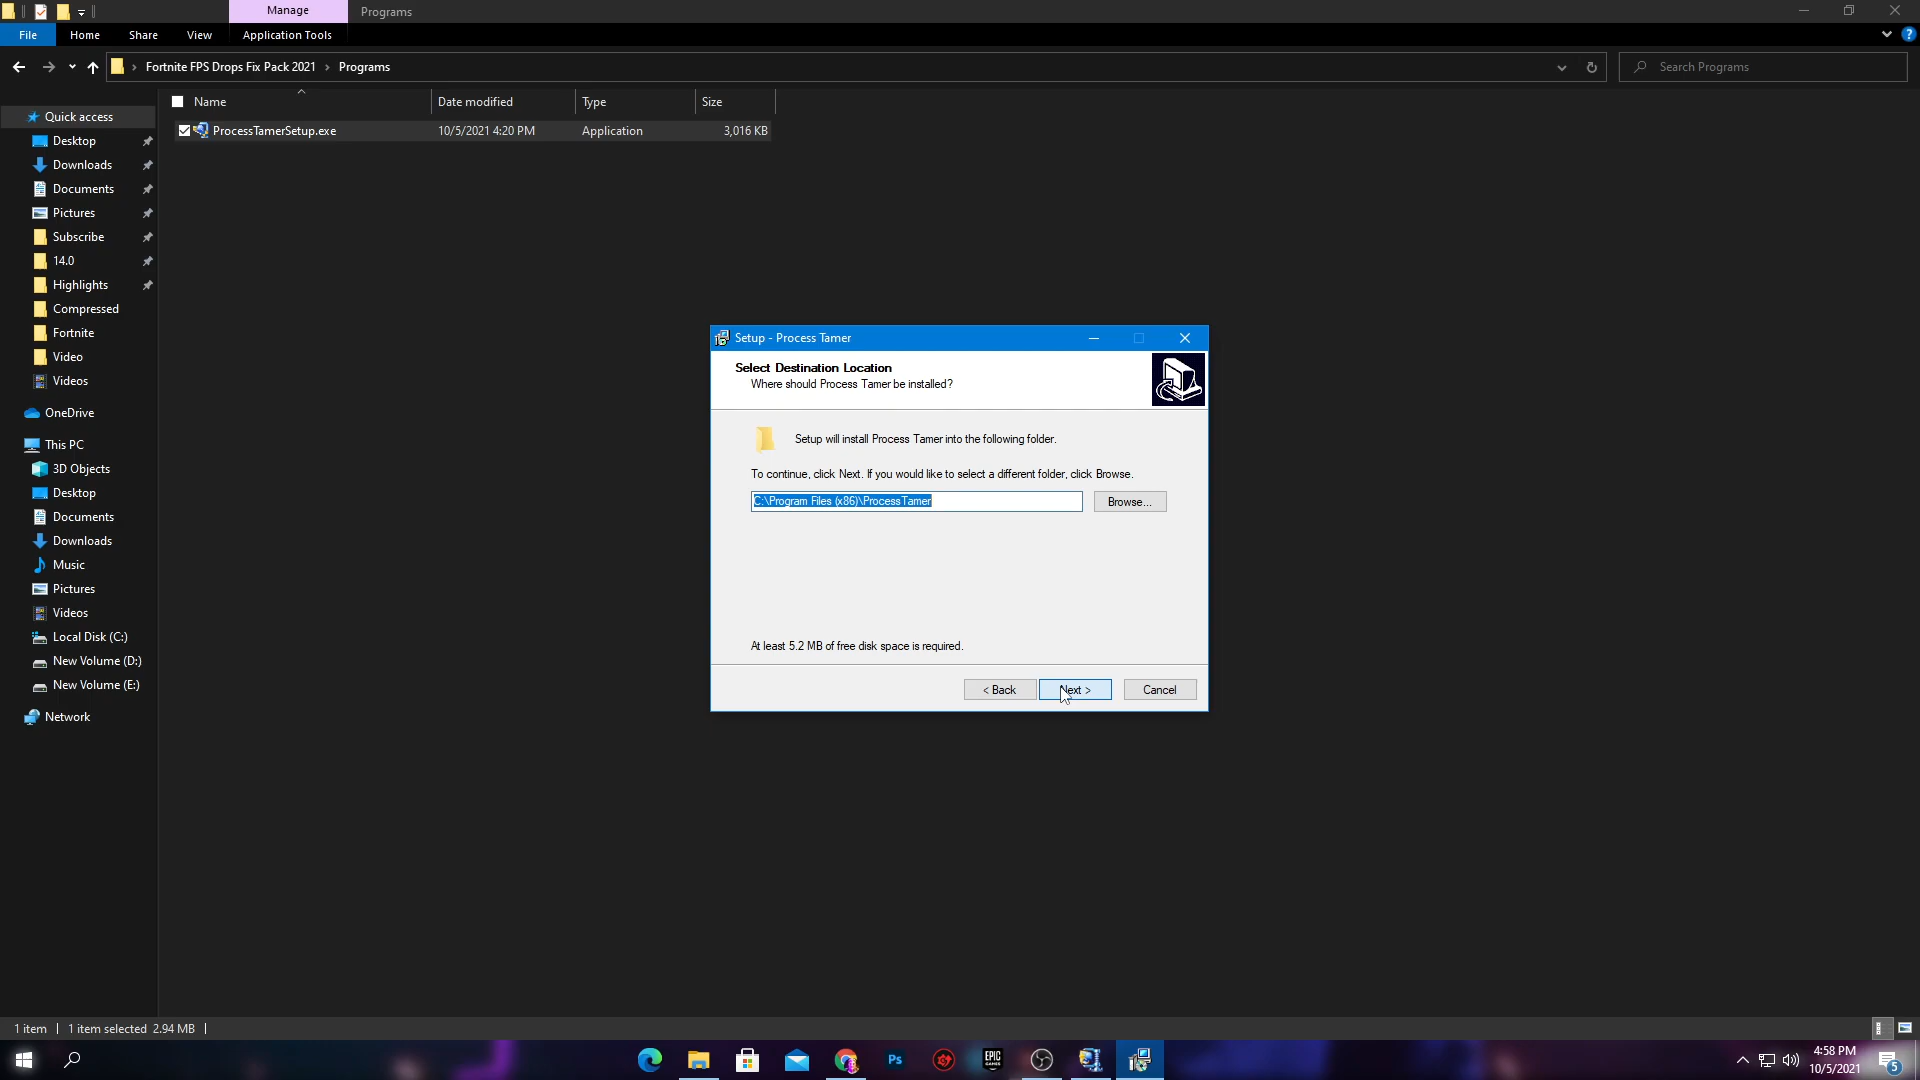 Manage
Programs
File
Home
Share
View
Application Tools
Fortnite FPS Drops Fix Pack 2021 > Programs
Search Programs
Name
Date modified
Type
Size
ProcessTamerSetup.exe
10/5/2021 4:20 PM
Application
3,016 KB
Quick access
Desktop
Downloads
Documents
Pictures
Subscribe
14.0
Highlights
Compressed
Fortnite
Video
Videos
OneDrive
This PC
3D Objects
Desktop
Documents
Downloads
Music
Pictures
Videos
Local Disk (C:)
New Volume (D:)
New Volume (E:)
Network
Setup - Process Tamer
Select Destination Location
Where should Process Tamer be installed?
Setup will install Process Tamer into the following folder.
To continue, click Next. If you would like to select a different folder, click Browse.
C:\Program Files (x86)\ProcessTamer
Browse...
At least 5.2 MB of free disk space is required.
< Back
Next >
Cancel
1 item
1 item selected 2.94 MB
Ps
EPIC
GAMES
4:58 PM
10/5/2021
5